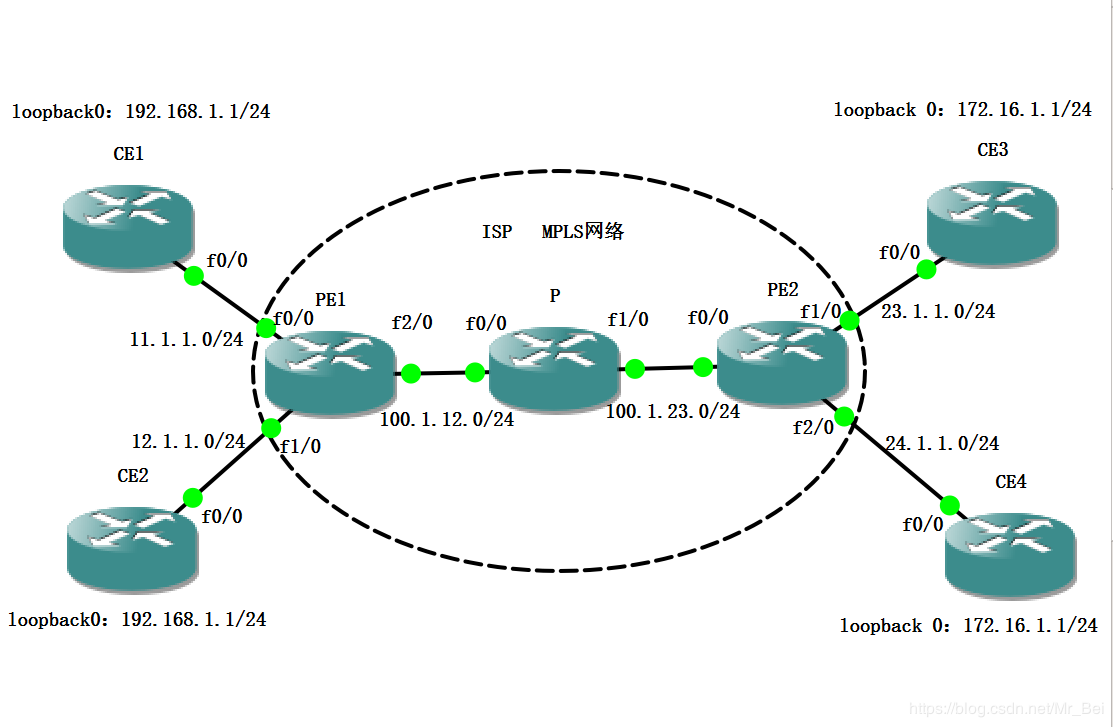 loopback0：192.168.1.1/24
loopback 0：172.16.1.1/24
CE1
CE3
ISP MPLS网络
f0/0
f0/0
PE1
P
PE2
f0/0
f2/0
f0/0
f1/0
f0/0
f1/0
23.1.1.0/24
11.1.1.0/24
100.1.12.0/24
100.1.23.0/24
12.1.1.0/24
f1/0
f2/0
24.1.1.0/24
CE2
CE4
f0/0
f0/0
loopback0：192.168.1.1/24
loopback 0：172.16.1.1/24
https://blog.csdn.net/Mr_Bei